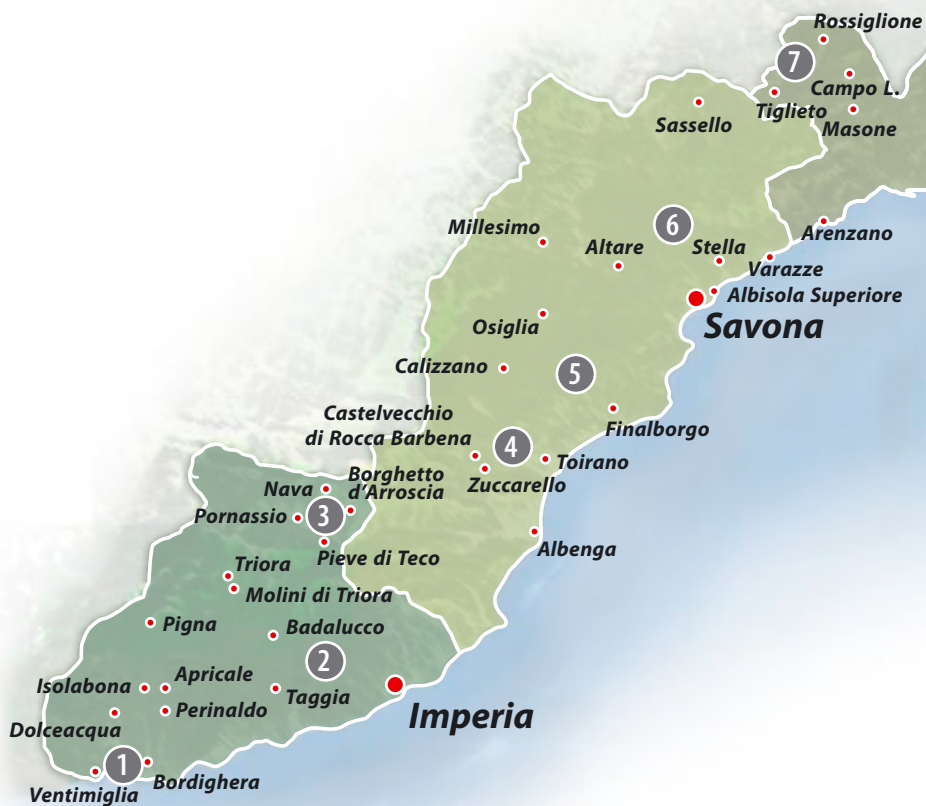 Rossiglione
7
Campo L.
Tiglieto
Sassello
Masone
6
Arenzano
Millesimo
Altare
Stella
Varazze
Albisola Superiore
Savona
Osiglia
Calizzano
5
Finalborgo
Castelvecchio
di Rocca Barbena
4
Toirano
Zuccarello
Borghetto
d'Arroscia
Nava
3
Pornassio
Albenga
Pieve di Teco
Triora
Molini di Triora
Pigna
Badalucco
2
Isolabona
Apricale
Taggia
Perinaldo
Dolceacqua
Imperia
1
Bordighera
Ventimiglia